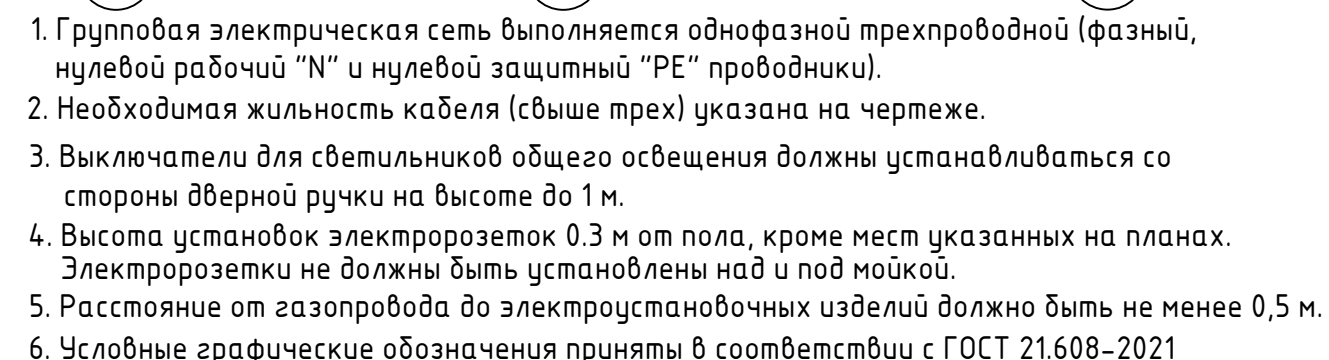 1. Групповая электрическая сеть выполняется однофазной трехпроводной (фазный,
нулевой рабочий "N" и нулевой защитный "PE" проводники).
2. Необходимая жильность кабеля (свыше трех) указана на чертеже.
3. Выключатели для светильников общего освещения должны устанавливаться со
стороны дверной ручки на высоте до 1 м.
4. Высота установок электророзеток 0.3 м от пола, кроме мест указанных на планах.
Электророзетки не должны быть установлены над и под мойкой.
5. Расстояние от газопровода до электроустановочных изделий должно быть не менее 0,5 м.
6. Условные графические обозначения приняты в соответствии с ГОСТ 21.608-2021